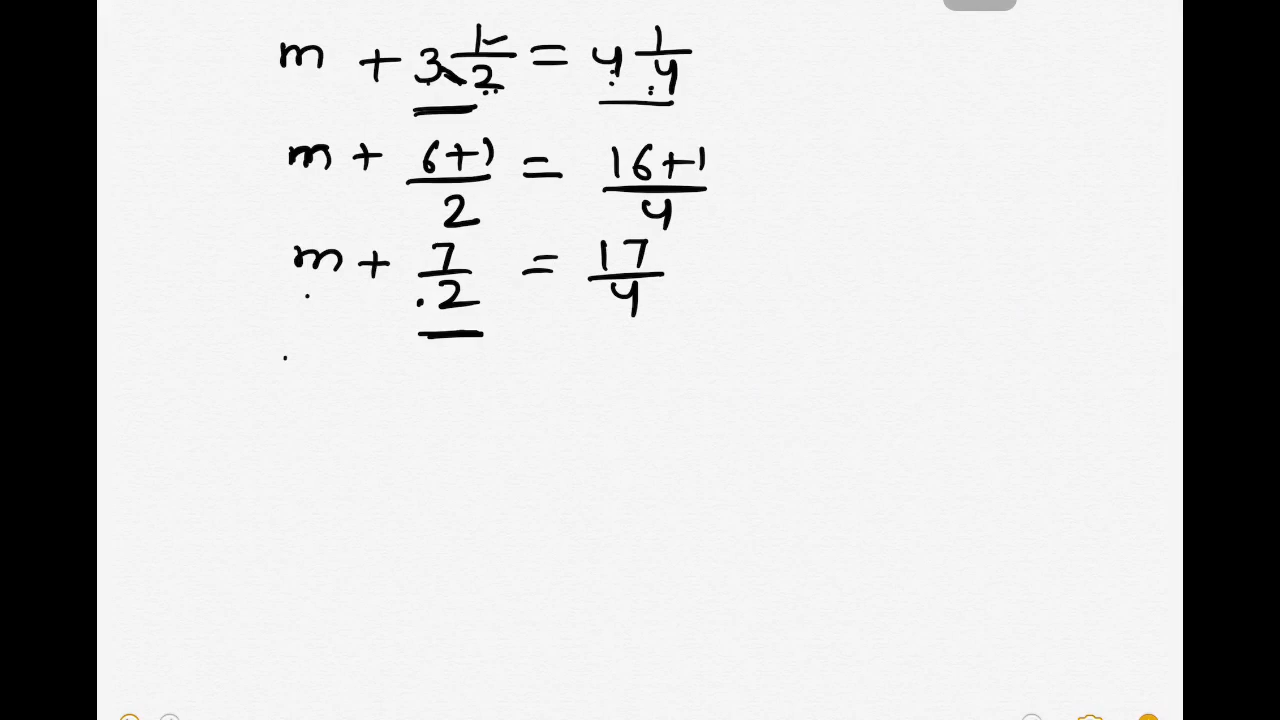 m + 3 1/2 = 4 1/4
m + (6+1)/2 = (16+1)/4
m + 7/2 = 17/4